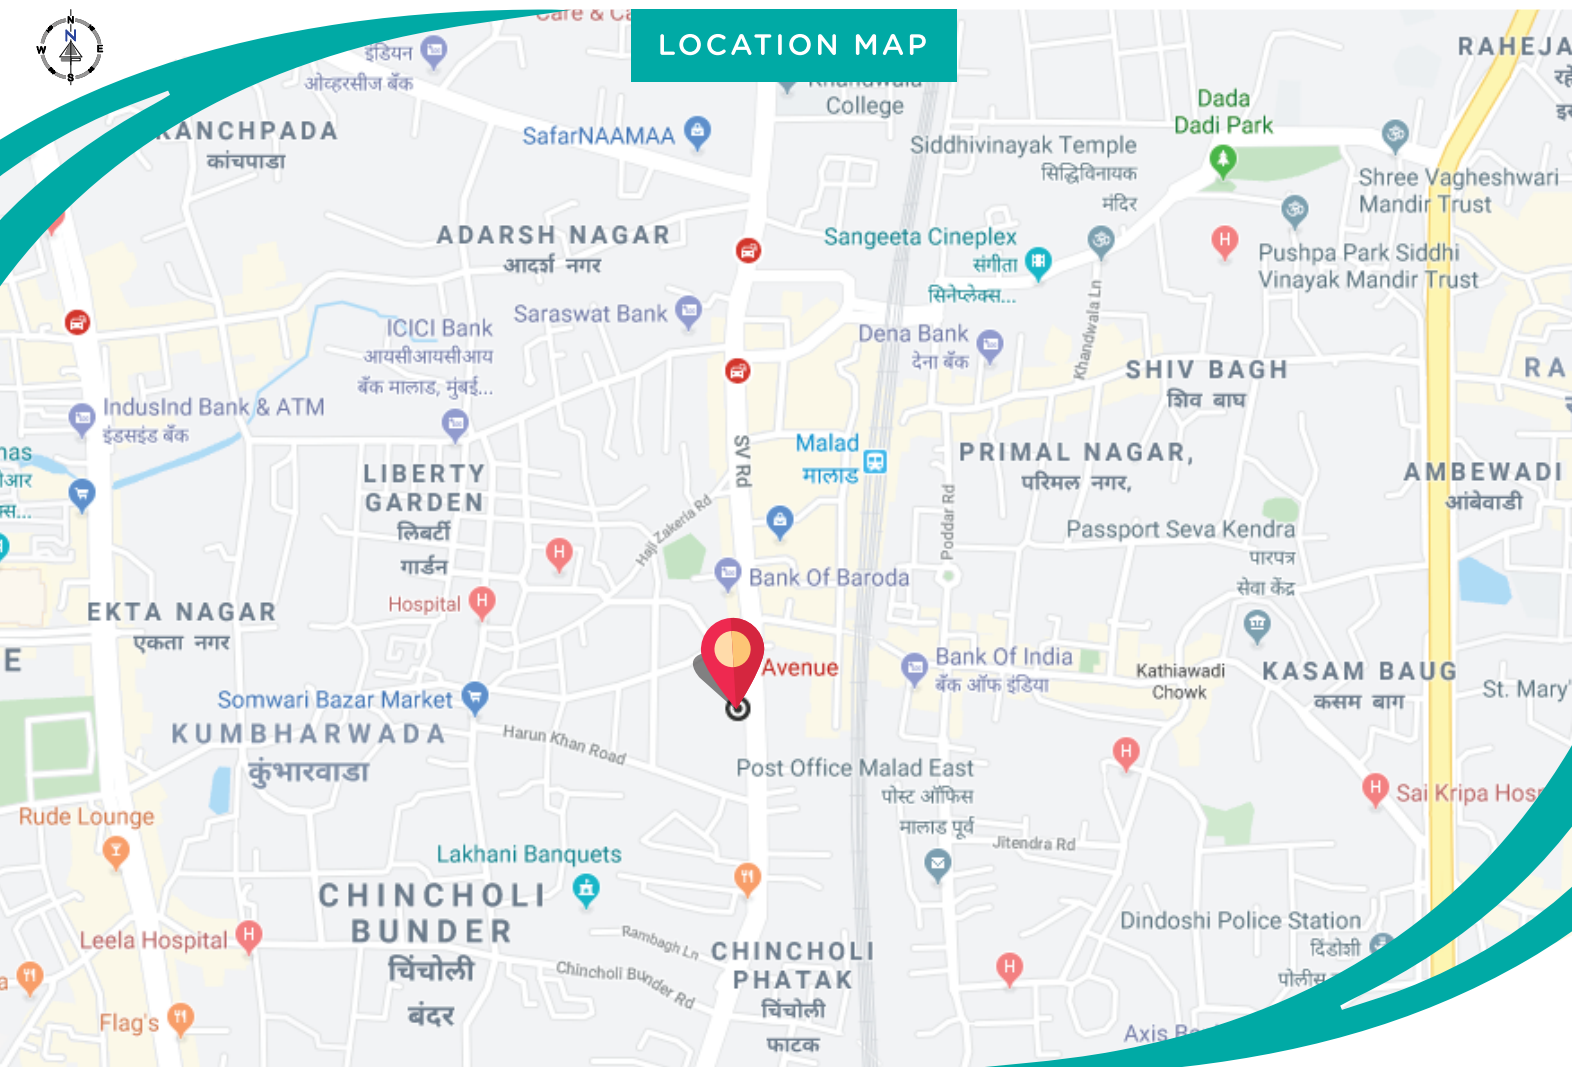 LOCATION MAP
N
N
W
E
S
इंडियन
ओव्हरसीज बँक
KANCHPADA
कांचपाडा
SafarNAAMAA
College
Dada
Dadi Park
RAHEJA
Siddhivinayak Temple
सिद्धिविनायक
मंदिर
Shree Vagheshwari
Mandir Trust
ADARSH NAGAR
आदर्श नगर
Sangeeta Cineplex
संगीता
सिनेप्लेक्स...
H
Pushpa Park Siddhi
Vinayak Mandir Trust
Saraswat Bank
ICICI Bank
आयसीआयसीआय
बँक मालाड, मुंबई...
Dena Bank
देना बँक
Khandwala Ln
SHIV BAGH
शिव बाघ
RA
IndusInd Bank & ATM
इंडसइंड बँक
SV Rd
Malad
मालाड
PRIMAL NAGAR,
परिमल नगर,
AMBEWADI
आंबेवाडी
LIBERTY
GARDEN
लिबर्टी
गार्डन
Haji Zakeria Rd
Poddar Rd
Passport Seva Kendra
पारपत्र
सेवा केंद्र
H
Bank Of Baroda
Hospital
H
EKTA NAGAR
एकता नगर
E
Avenue
Bank Of India
बँक ऑफ इंडिया
Kathiawadi
Chowk
KASAM BAUG
कसम बाग
St. Mary'
Somwari Bazar Market
KUMBHARWADA
कुंभारवाडा
Harun Khan Road
Post Office Malad East
पोस्ट ऑफिस
मालाड पूर्व
H
H
Sai Kripa
Rude Lounge
Jitendra Rd
Lakhani Banquets
CHINCHOLI
BUNDER
चिंचोली
बंदर
Leela Hospital
H
Rambagh Ln
Chincholi Bunder Rd
CHINCHOLI
PHATAK
चिंचोली
फाटक
H
Dindoshi Police Station
दिंडोशी
पोलीस
Flag's
Axis